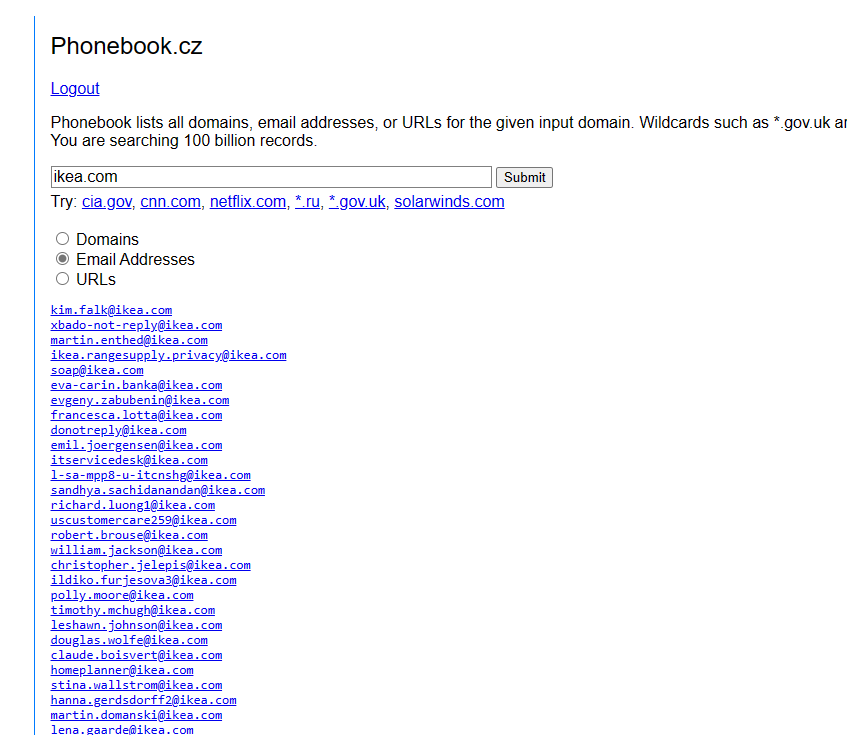 Phonebook.cz
Logout
Phonebook lists all domains, email addresses, or URLs for the given input domain. Wildcards such as *.gov.uk
You are searching 100 billion records.
ikea.com Submit
Try: cia.gov, cnn.com, netflix.com, *.ru, *.gov.uk, solarwinds.com
Domains
Email Addresses
URLs
kim.falk@ikea.com
xbado-not-reply@ikea.com
martin.enthed@ikea.com
ikea.rangesupply.privacy@ikea.com
soap@ikea.com
eva-carin.banka@ikea.com
evgeny.zabubenin@ikea.com
francesca.lotta@ikea.com
donotreply@ikea.com
emil.joergensen@ikea.com
itservicedesk@ikea.com
l-sa-mpp8-u-itcnshg@ikea.com
sandhya.sachidanandan@ikea.com
richard.luong1@ikea.com
uscustomercare259@ikea.com
robert.brouse@ikea.com
william.jackson@ikea.com
christopher.jelepis@ikea.com
ildiko.furjesova3@ikea.com
polly.moore@ikea.com
timothy.mchugh@ikea.com
leshawn.johnson@ikea.com
douglas.wolfe@ikea.com
claude.boisvert@ikea.com
homeplanner@ikea.com
stina.wallstrom@ikea.com
hanna.gerdsdorff2@ikea.com
martin.domanski@ikea.com
lena.gaarde@ikea.com